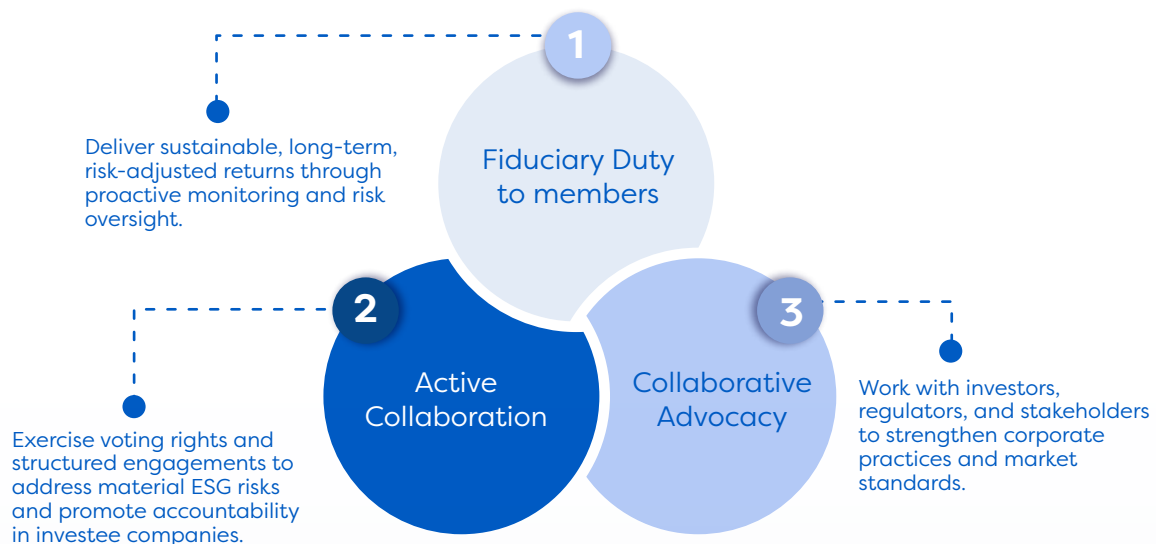 1
Fiduciary Duty
to members
Deliver sustainable, long-term,
risk-adjusted returns through
proactive monitoring and risk
oversight.
2
Active
Collaboration
Exercise voting rights and
structured engagements to
address material ESG risks
and promote accountability
in investee companies.
3
Collaborative
Advocacy
Work with investors,
regulators, and stakeholders
to strengthen corporate
practices and market
standards.